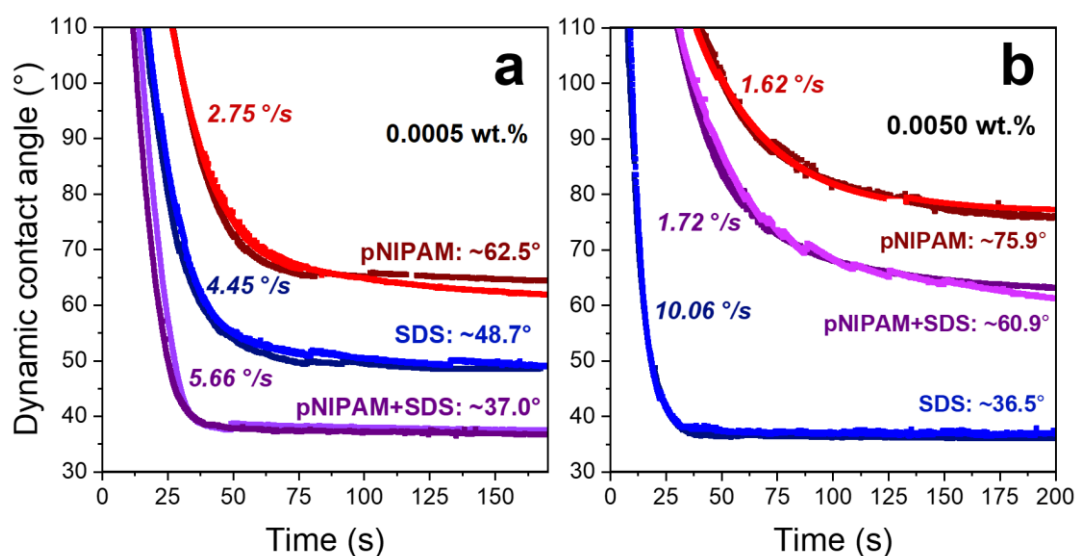 Dynamic contact angle (°)
110
100
90
80
70
60
50
40
30
a
2.75 °/s
0.0005 wt.%
pNIPAM: ~62.5°
4.45 °/s
SDS: ~48.7°
5.66 °/s
pNIPAM+SDS: ~37.0°
0 25 50 75 100 125 150
Time (s)
110
100
90
80
70
60
50
40
30
b
1.62 °/s
0.0050 wt.%
1.72 °/s
pNIPAM: ~75.9°
10.06 °/s
pNIPAM+SDS: ~60.9°
SDS: ~36.5°
0 25 50 75 100 125 150 175 200
Time (s)